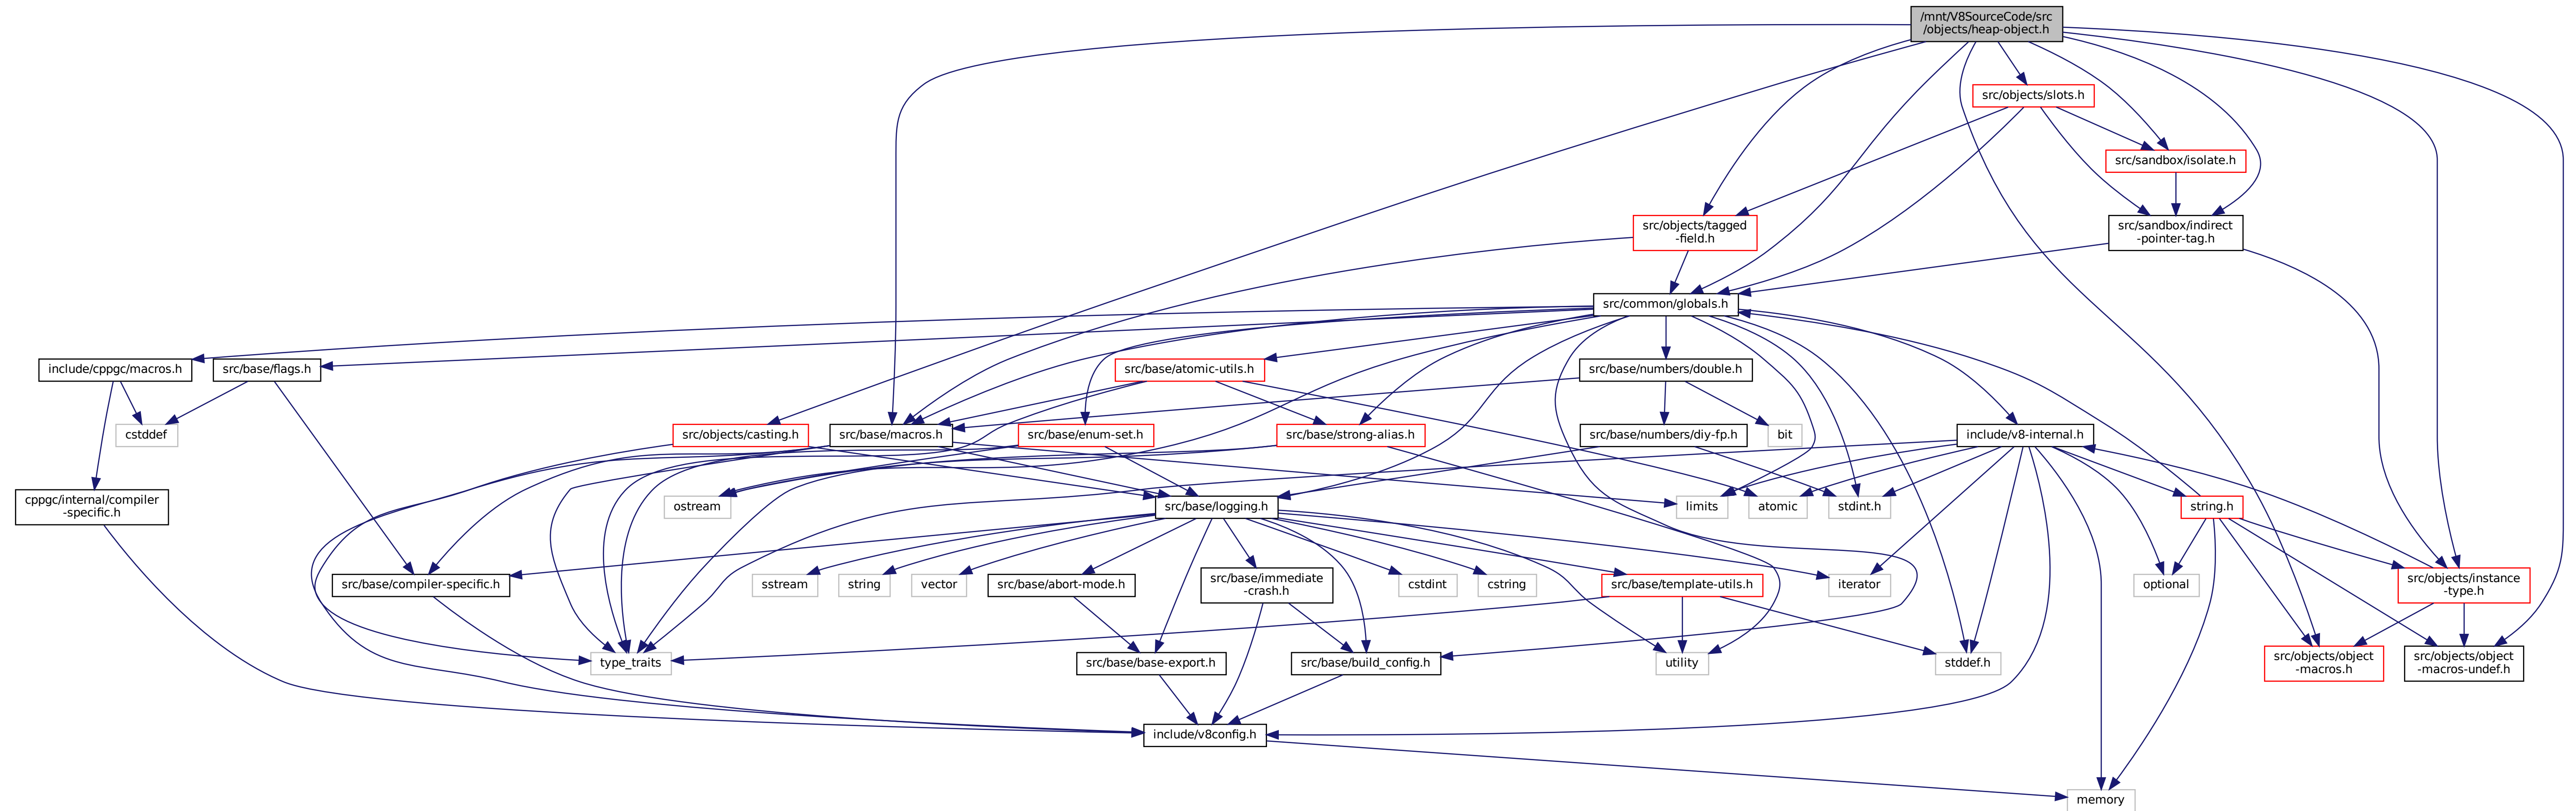 /mnt/V8SourceCode/src
/objects/heap-object.h
src/objects/slots.h
src/sandbox/isolate.h
src/objects/tagged
-field.h
src/sandbox/indirect
-pointer-tag.h
src/common/globals.h
include/cppgc/macros.h
src/base/flags.h
src/base/atomic-utils.h
src/base/numbers/double.h
cstddef
src/objects/casting.h
src/base/macros.h
src/base/enum-set.h
src/base/strong-alias.h
src/base/numbers/diy-fp.h
bit
include/v8-internal.h
cppgc/internal/compiler
-specific.h
ostream
src/base/logging.h
limits
atomic
stdint.h
string.h
src/base/compiler-specific.h
sstream
string
vector
src/base/abort-mode.h
src/base/immediate
-crash.h
cstdint
cstring
src/base/template-utils.h
iterator
optional
src/objects/instance
-type.h
type_traits
src/base/base-export.h
src/base/build_config.h
utility
stddef.h
src/objects/object
-macros.h
src/objects/object
-macros-undef.h
include/v8config.h
memory